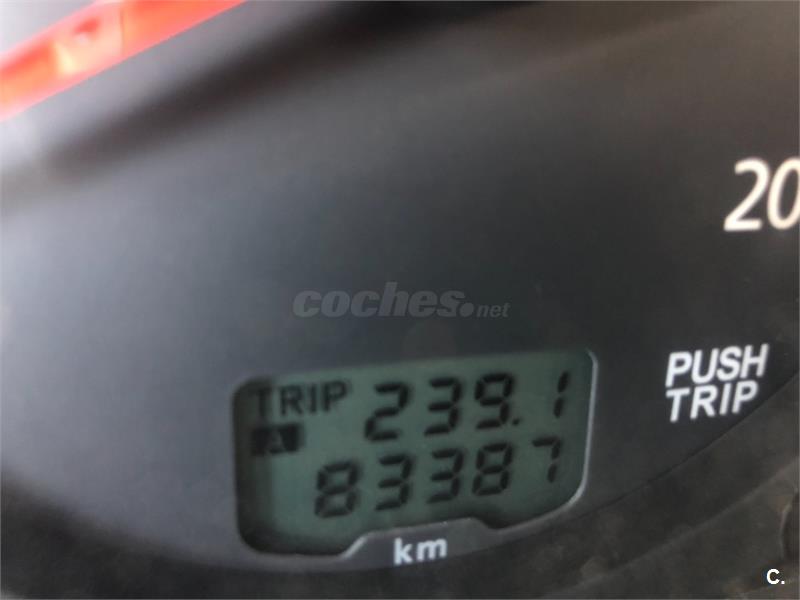 20
coches.net
PUSH
TRIP
TRIP 239.1
A
83387
km
C.